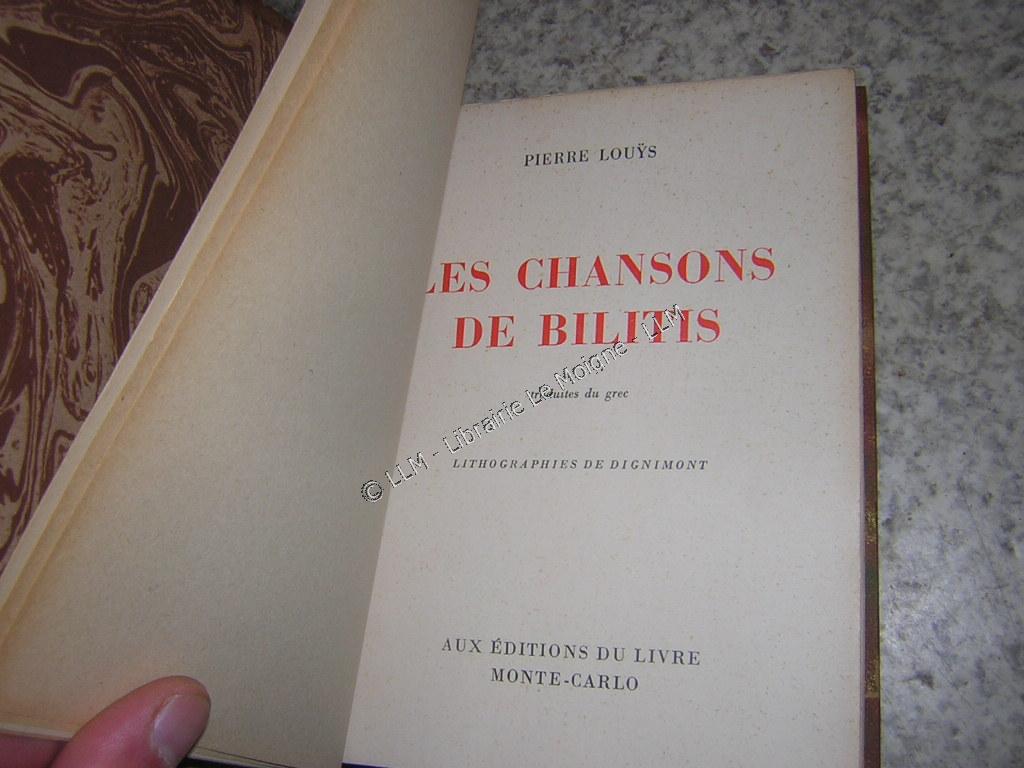 PIERRE LOUŸS
LES CHANSONS
DE BILITIS
traduites du grec
LITHOGRAPHIES DE DIGNIMONT
© LLM - Librairie Le Moigne - LLM
AUX ÉDITIONS DU LIVRE
MONTE-CARLO